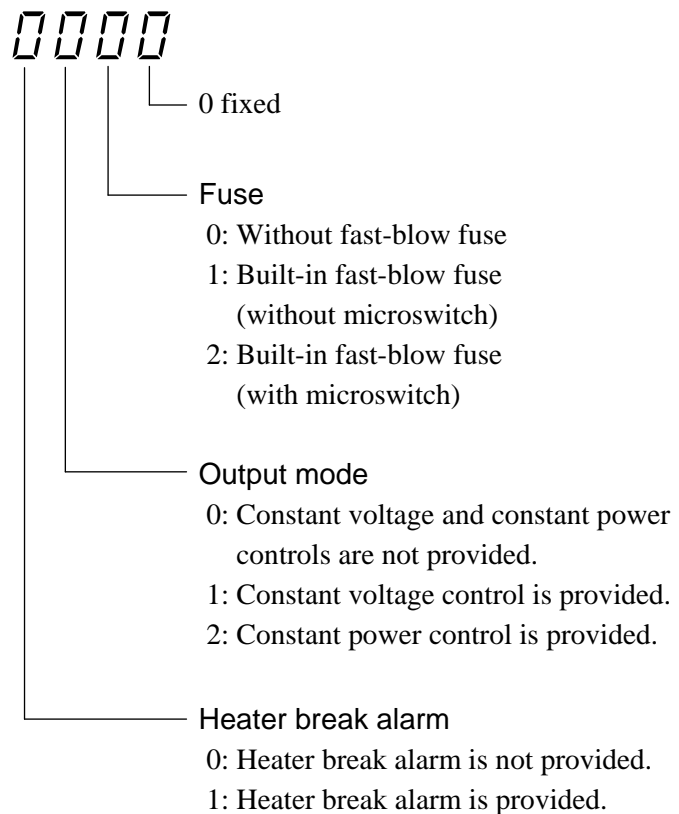 0000
0 fixed
Fuse
0: Without fast-blow fuse
1: Built-in fast-blow fuse
(without microswitch)
2: Built-in fast-blow fuse
(with microswitch)
Output mode
0: Constant voltage and constant power
controls are not provided.
1: Constant voltage control is provided.
2: Constant power control is provided.
Heater break alarm
0: Heater break alarm is not provided.
1: Heater break alarm is provided.